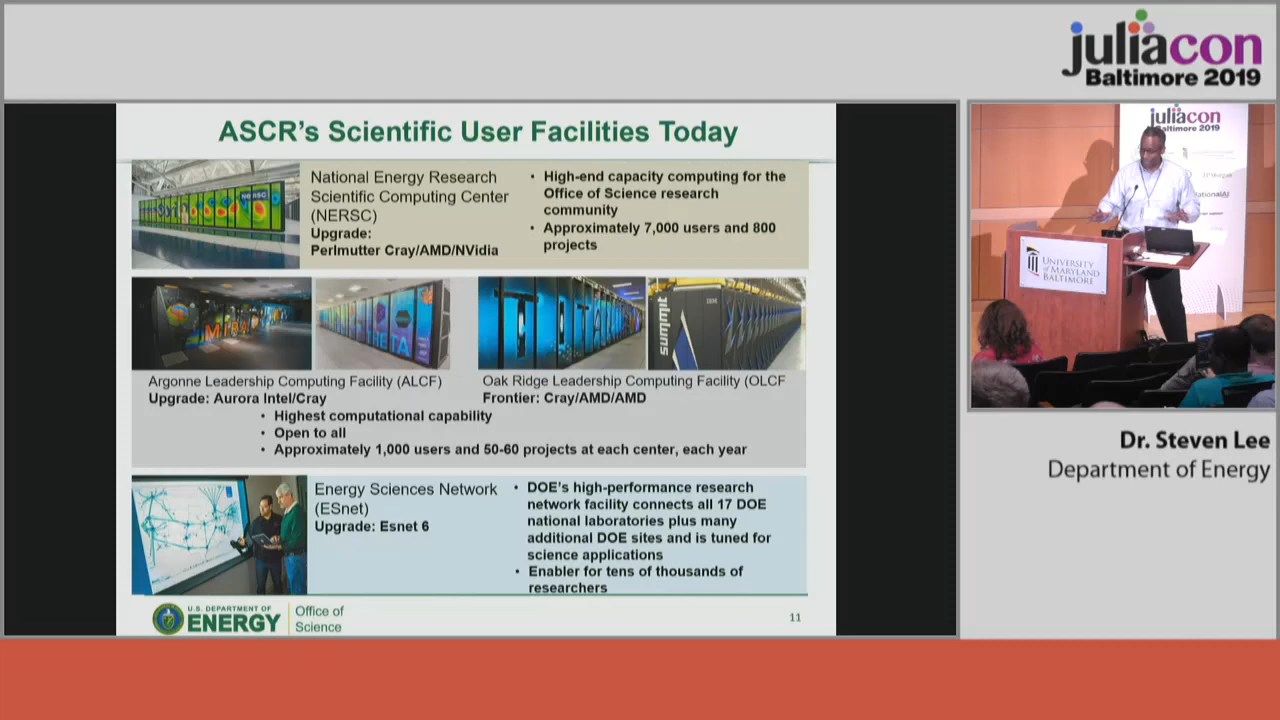 juliacon
Baltimore 2019
ASCR's Scientific User Facilities Today
National Energy Research
Scientific Computing Center
(NERSC)
Upgrade:
Perlmutter Cray/AMD/NVidia
• High-end capacity computing for the
Office of Science research
community
• Approximately 7,000 users and 800
projects
MIRA
THETA
TITAN
summit
IBM
Argonne Leadership Computing Facility (ALCF)
Upgrade: Aurora Intel/Cray
Oak Ridge Leadership Computing Facility (OLCF
Frontier: Cray/AMD/AMD
• Highest computational capability
• Open to all
• Approximately 1,000 users and 50-60 projects at each center, each year
Energy Sciences Network
(ESnet)
Upgrade: Esnet 6
• DOE's high-performance research
network facility connects all 17 DOE
national laboratories plus many
additional DOE sites and is tuned for
science applications
• Enabler for tens of thousands of
researchers
U.S. DEPARTMENT OF
ENERGY
Office of
Science
11
juliacon
Baltimore 2019
UNIVERSITY
OF MARYLAND
BALTIMORE
Dr. Steven Lee
Department of Energy